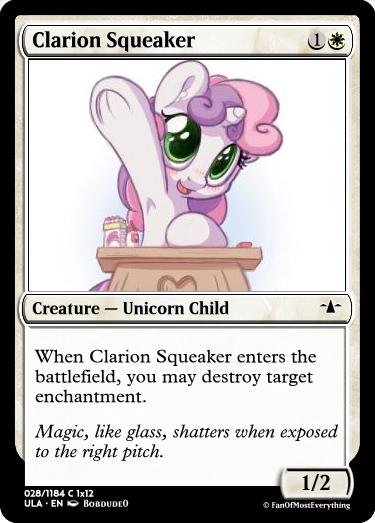 Clarion Squeaker 1
Creature — Unicorn Child
When Clarion Squeaker enters the
battlefield, you may destroy target
enchantment.
Magic, like glass, shatters when exposed
to the right pitch.
1/2
028/1184 C 1x12
ULA · EN BOBDUDE0
© FanOfMostEverything